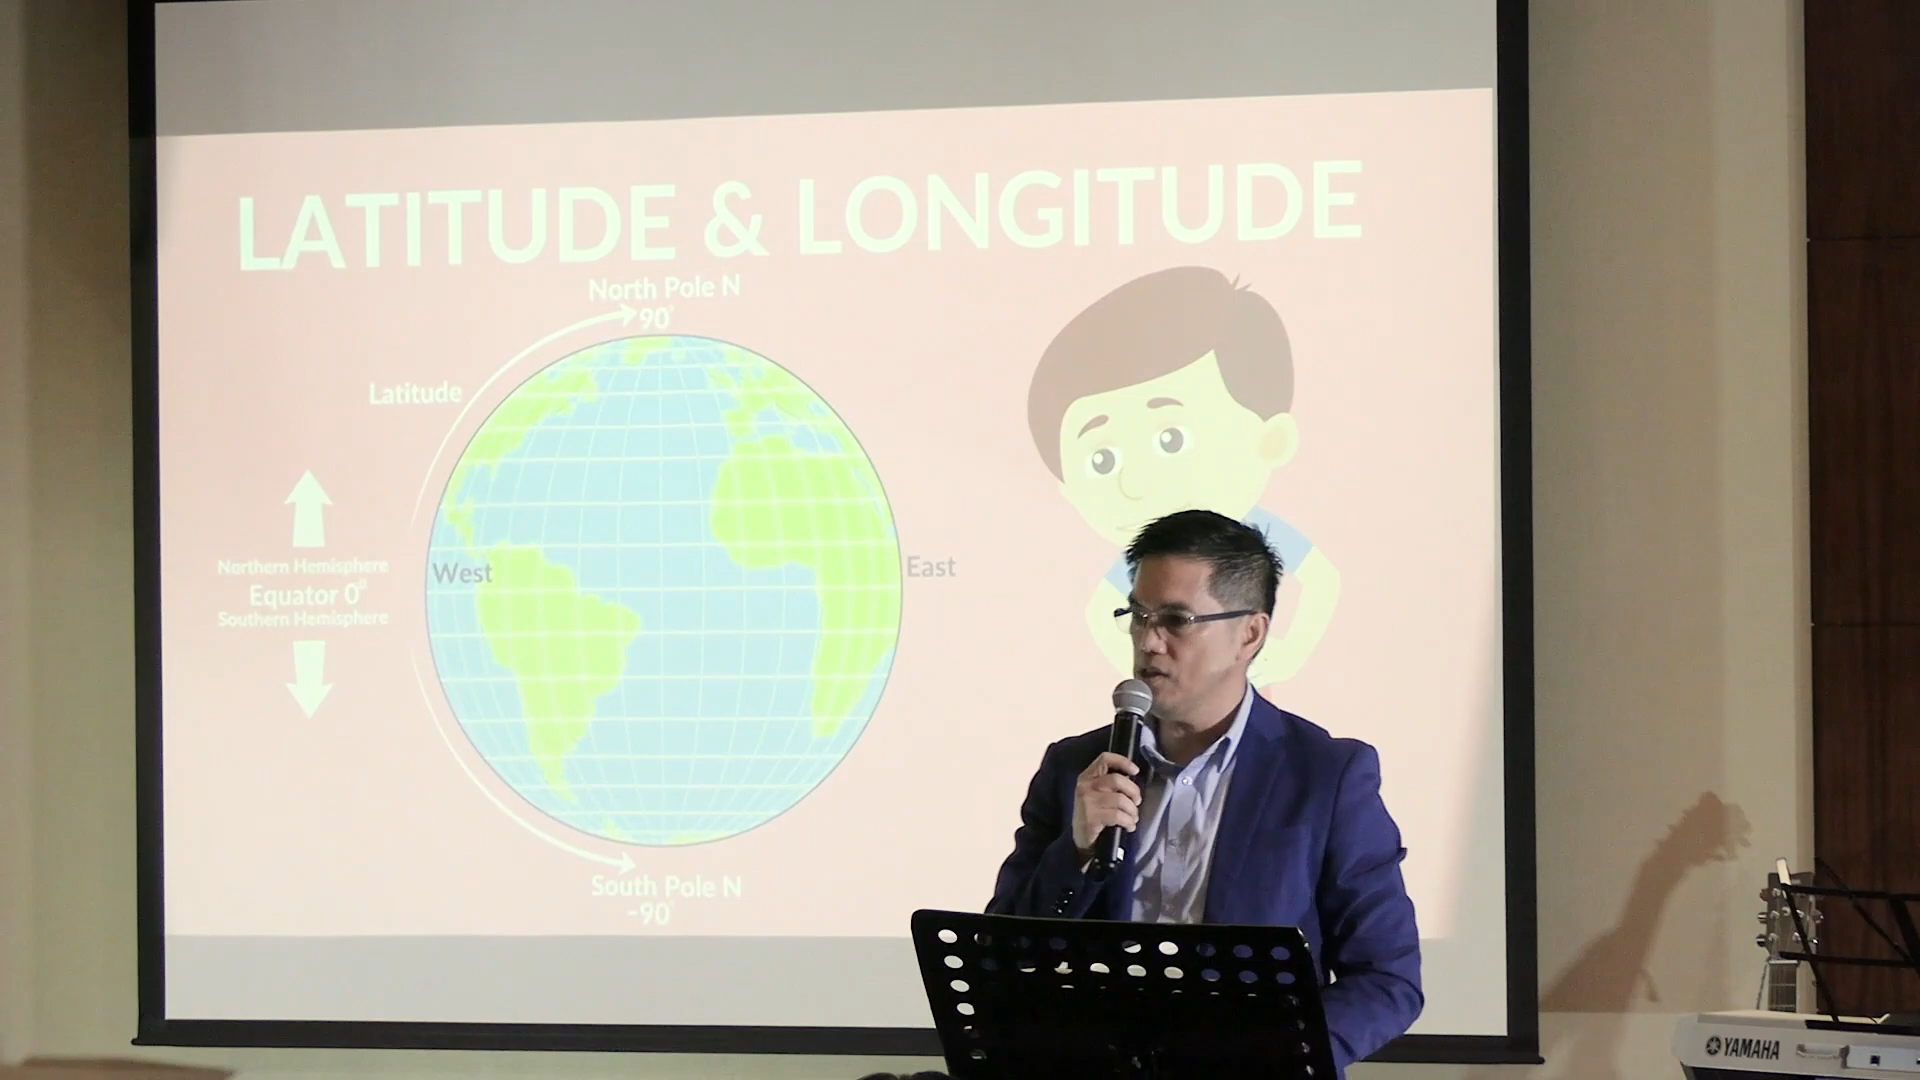 LATITUDE & LONGITUDE
North Pole N
90°
Latitude
West
East
Northern Hemisphere
Equator 0°
Southern Hemisphere
South Pole N
-90°
YAMAHA